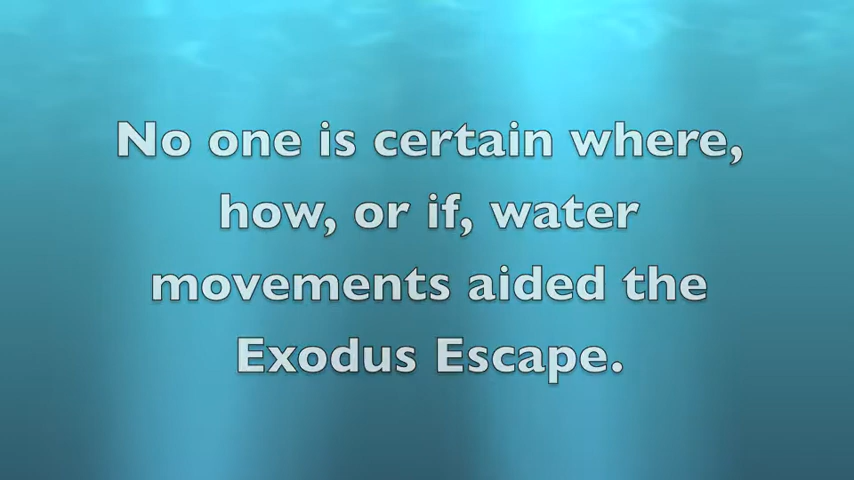 No one is certain where,
how, or if, water
movements aided the
Exodus Escape.